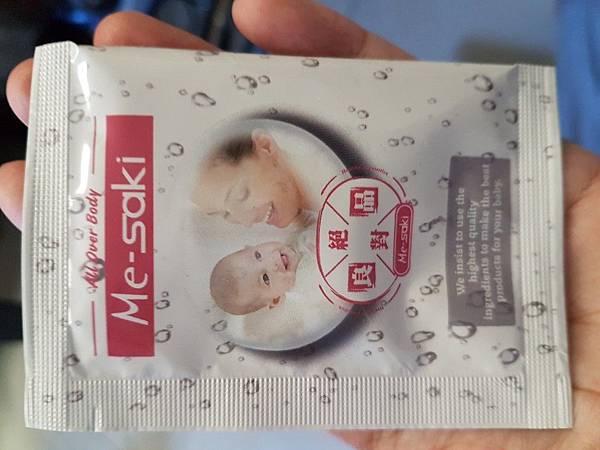 All Over Body
Me-saki
絕
良品
對
Me-saki
We insist to use the
highest quality
ingredients to make the best
products for your baby.